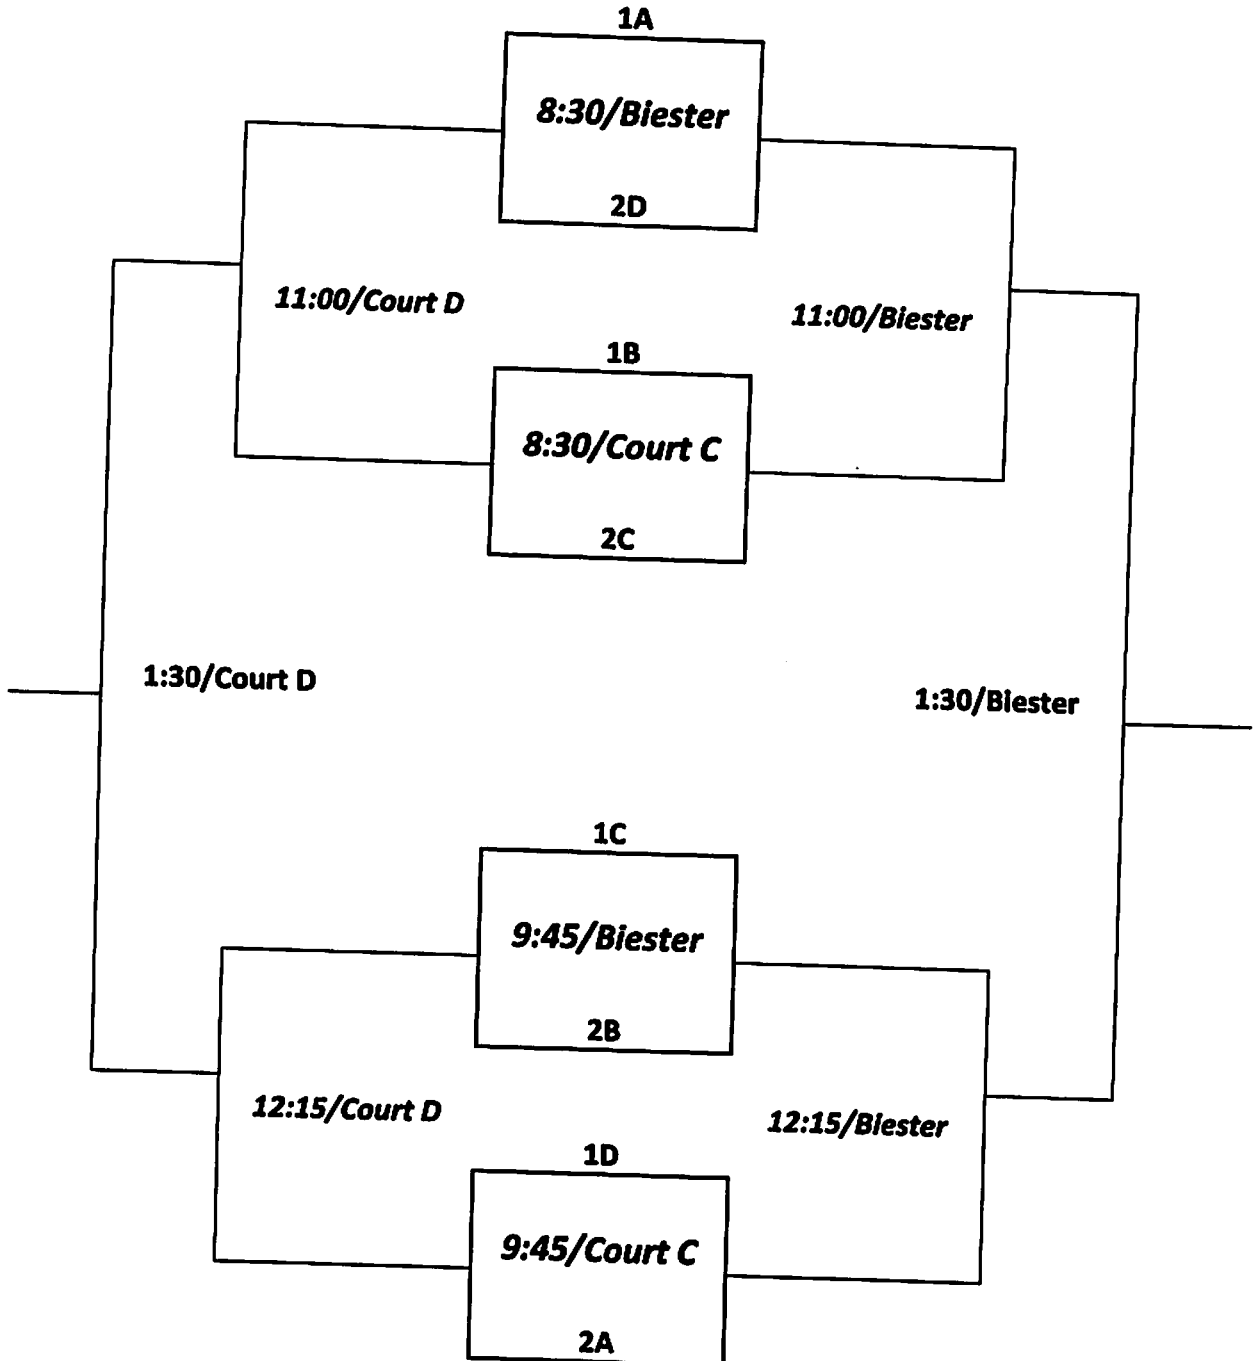 1A
8:30/Biester
2D
11:00/Court D
11:00/Biester
1B
8:30/Court C
2C
1:30/Court D
1:30/Biester
1C
9:45/Biester
2B
12:15/Court D
12:15/Biester
1D
9:45/Court C
2A